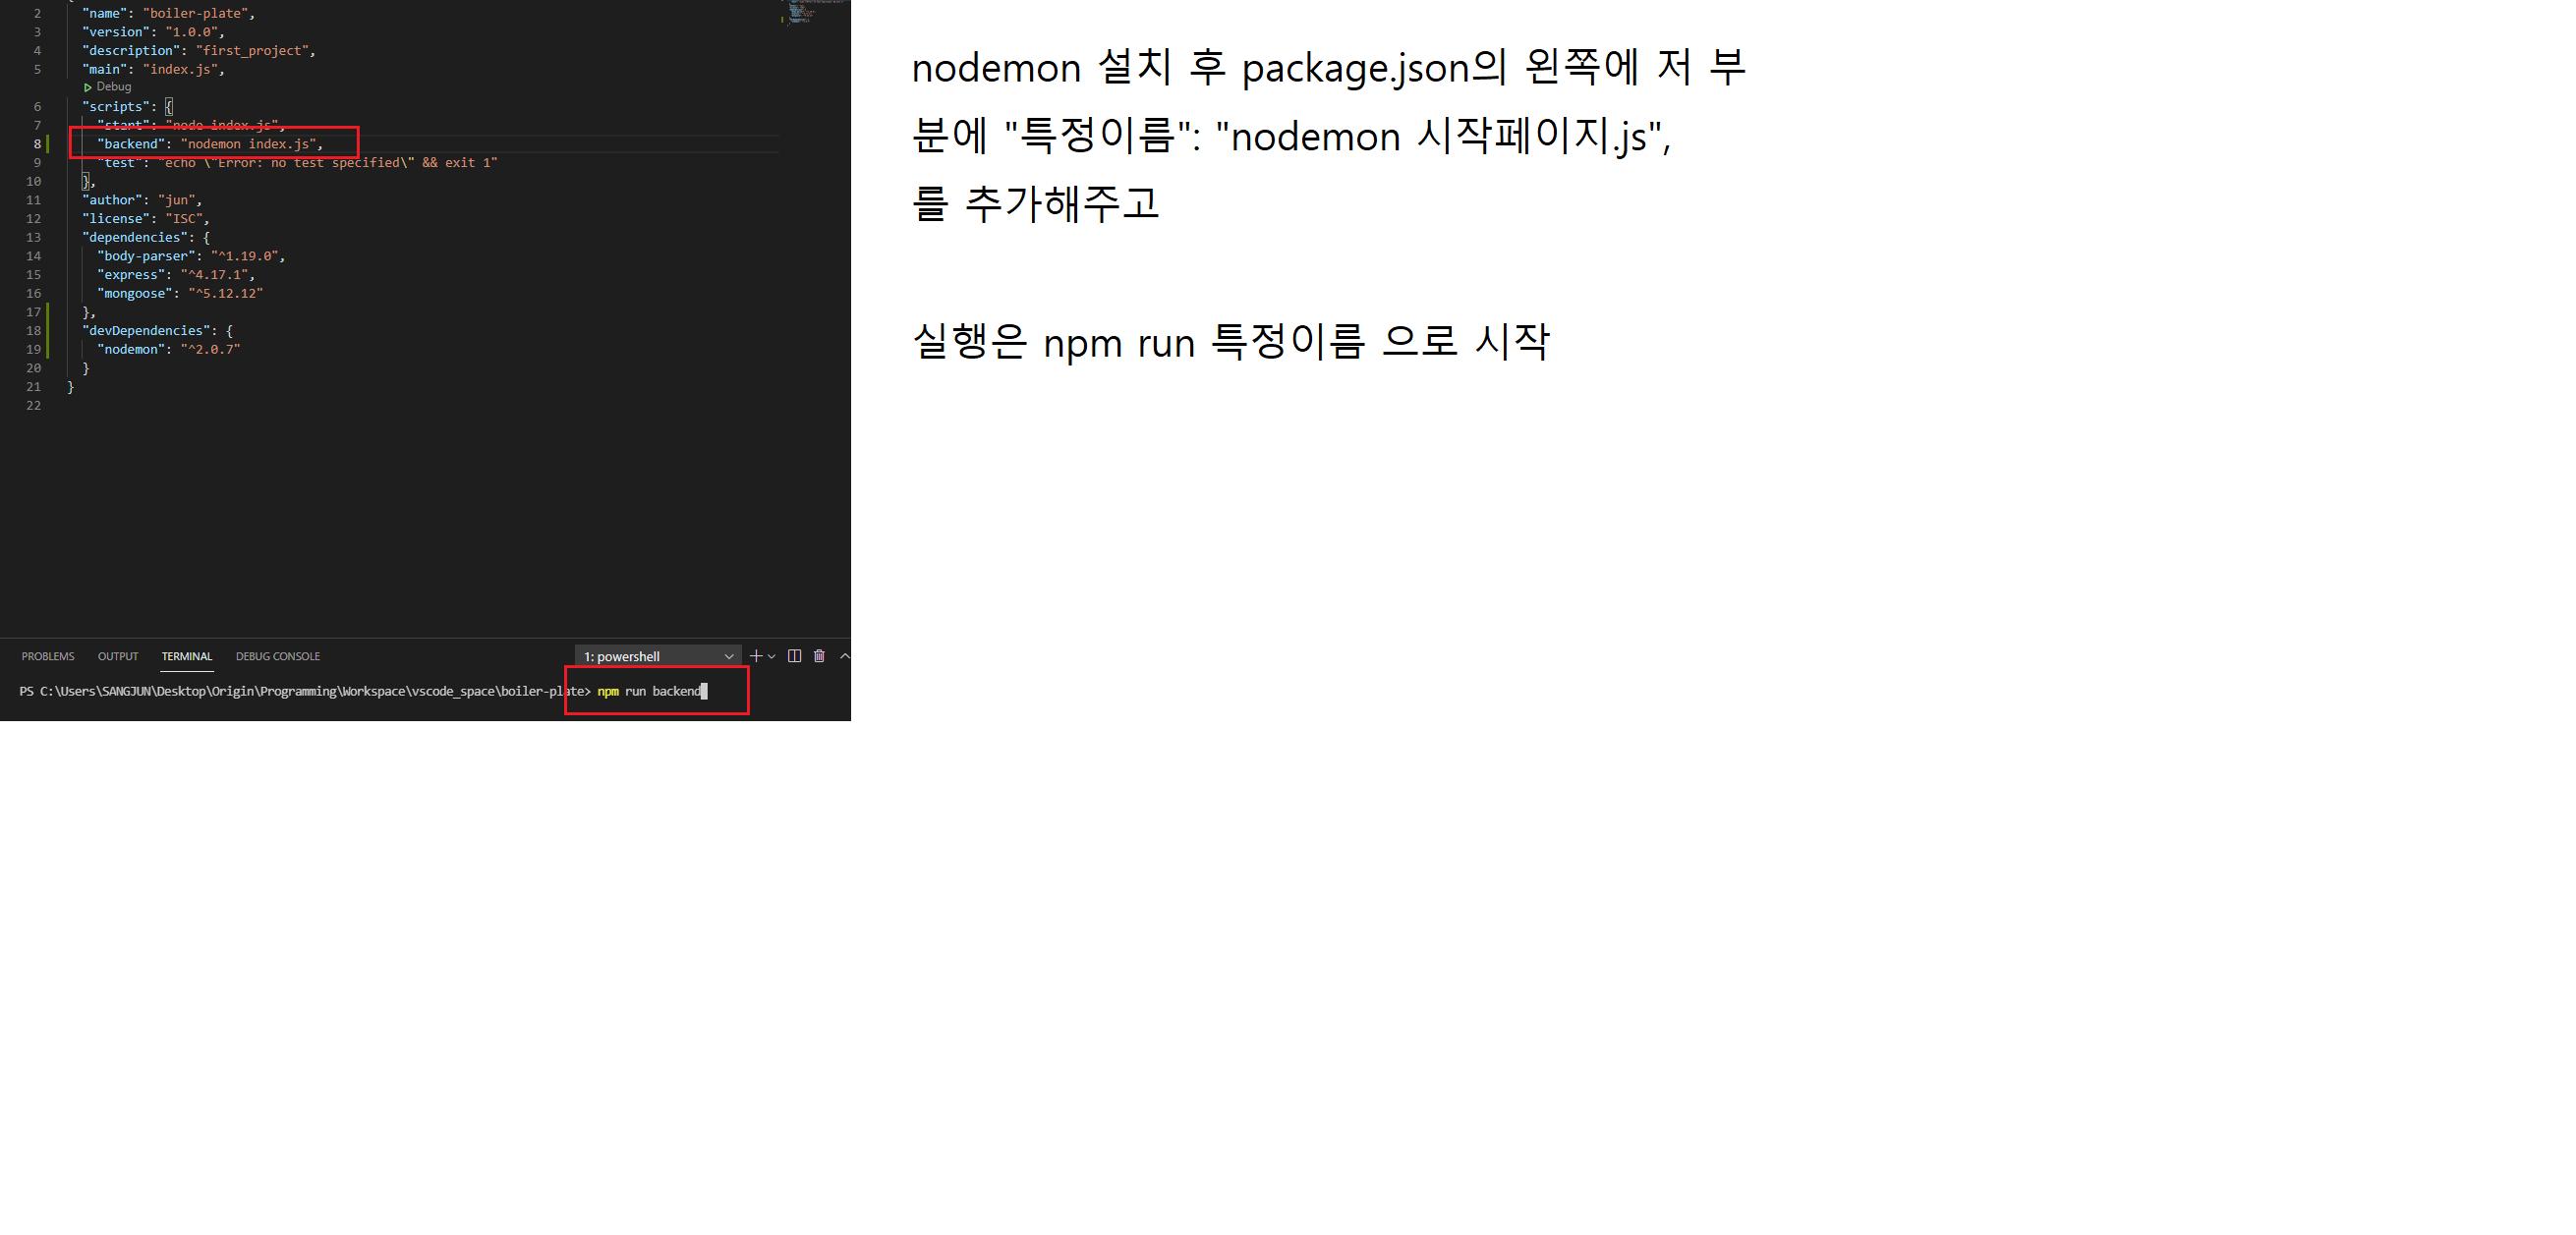 2 "name": "boiler-plate",
3 "version": "1.0.0",
4 "description": "first_project",
5 "main": "index.js",
Debug
6 "scripts": {
7 "start": "node index.js",
8 "backend": "nodemon index.js",
9 "test": "echo \"Error: no test specified\" && exit 1"
10 },
11 "author": "jun",
12 "license": "ISC",
13 "dependencies": {
14 "body-parser": "^1.19.0",
15 "express": "^4.17.1",
16 "mongoose": "^5.12.12"
17 },
18 "devDependencies": {
19 "nodemon": "^2.0.7"
20 }
21 }
22
PROBLEMS OUTPUT TERMINAL DEBUG CONSOLE 1: powershell
PS C:\Users\SANGJUN\Desktop\Origin\Programming\Workspace\vscode_space\boiler-plate> npm run backend
nodemon 설치 후 package.json의 왼쪽에 저 부
분에 "특정이름": "nodemon 시작페이지.js",
를 추가해주고
실행은 npm run 특정이름 으로 시작